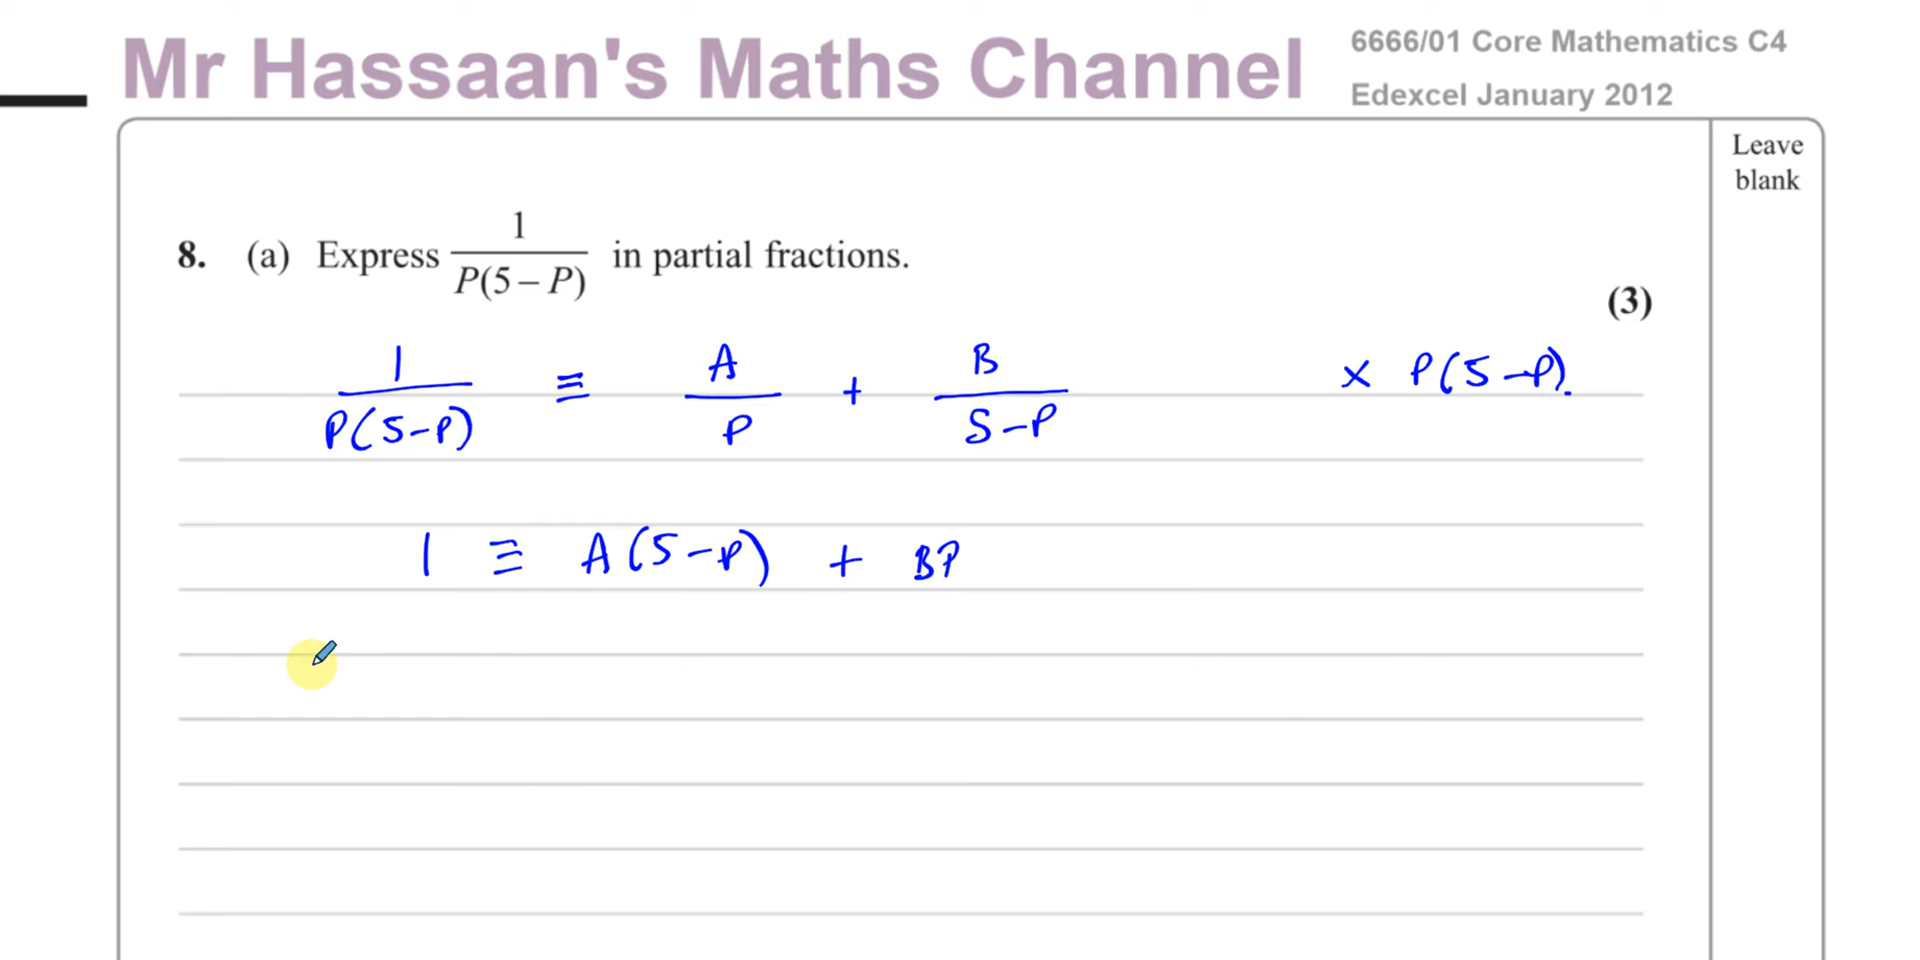 Mr Hassaan's Maths Channel
6666/01 Core Mathematics C4
Edexcel January 2012
Leave
blank
8. (a) Express 1/(P(5 – P)) in partial fractions.
(3)
1/(P(5-P)) ≡ A/P + B/(5-P) × P(5-P).
1 ≡ A(5-P) + BP